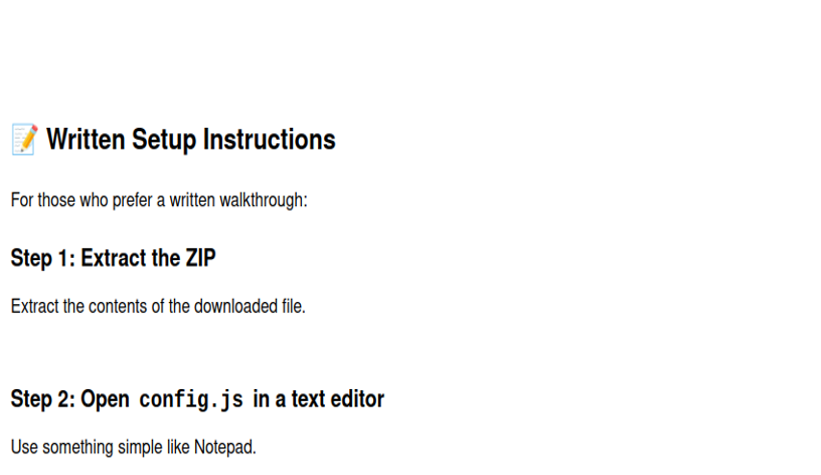 📝 Written Setup Instructions
For those who prefer a written walkthrough:
Step 1: Extract the ZIP
Extract the contents of the downloaded file.
Step 2: Open config.js in a text editor
Use something simple like Notepad.